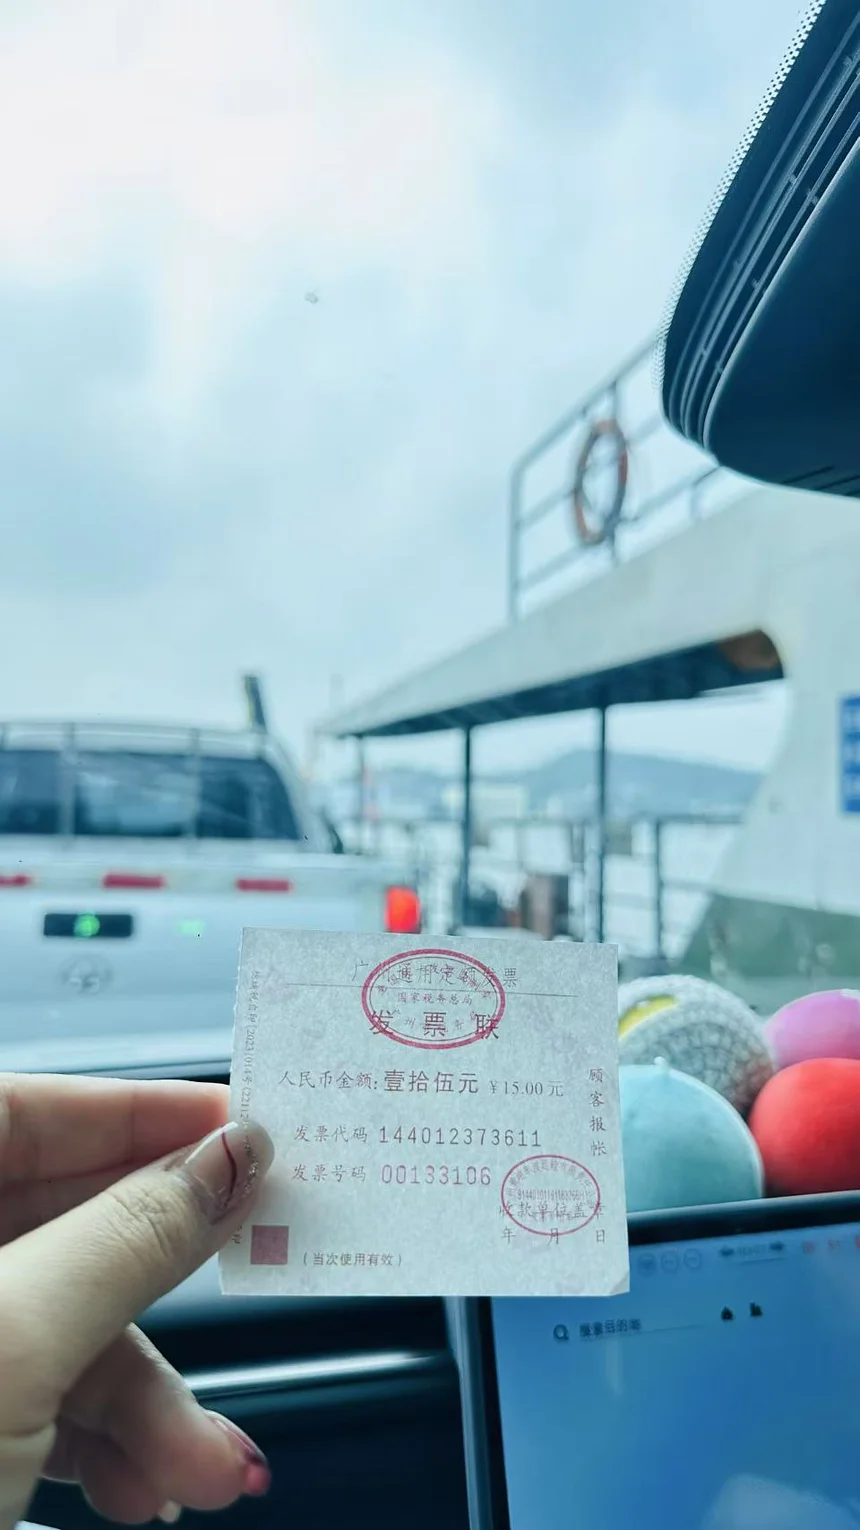 广州通用定额发票
国家税务总局
发票联
人民币金额:壹拾伍元 ¥15.00元
发票代码 144012373611
发票号码 00133106
顾客报帐
收款单位盖章
年 月 日
(当次使用有效)